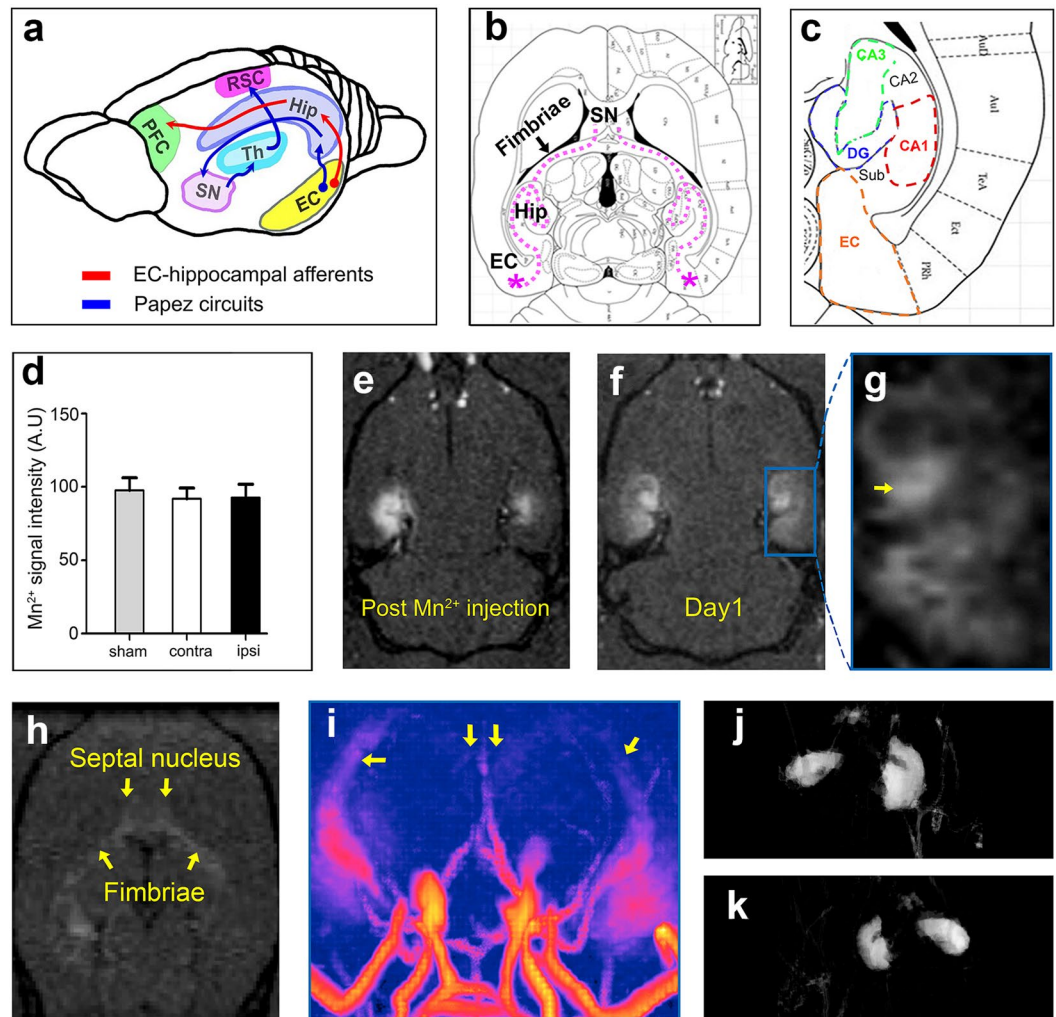 a
RSC
Hip
PFC
Th
SN
EC
EC-hippocampal afferents
Papez circuits
b
SN
Fimbriae
Hip
EC
*
*
c
CA3
CA2
AuD
Au1
CA1
DG
Sub
TeA
EC
Ect
PRh
d
Mn²⁺ signal intensity (A.U)
150
100
50
0
sham contra ipsi
e
Post Mn²⁺ injection
f
Day1
g
h
Septal nucleus
Fimbriae
i
j
k